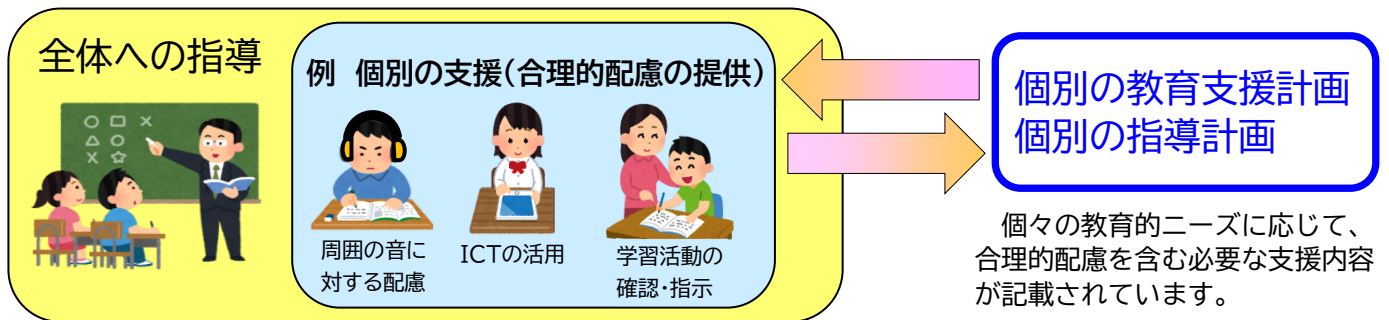 全体への指導
例　個別の支援(合理的配慮の提供)
周囲の音に
対する配慮
ICTの活用
学習活動の
確認・指示
個別の教育支援計画
個別の指導計画
個々の教育的ニーズに応じて、
合理的配慮を含む必要な支援内容
が記載されています。